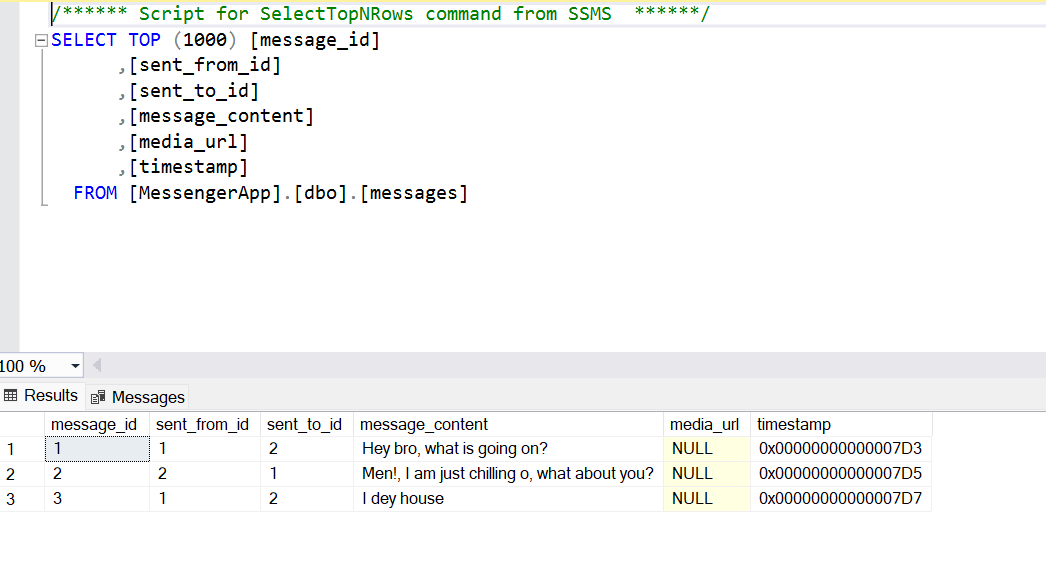 /****** Script for SelectTopNRows command from SSMS  ******/
SELECT TOP (1000) [message_id]
      ,[sent_from_id]
      ,[sent_to_id]
      ,[message_content]
      ,[media_url]
      ,[timestamp]
  FROM [MessengerApp].[dbo].[messages]
100 %
Results Messages
message_id sent_from_id sent_to_id message_content media_url timestamp
1 1 1 2 Hey bro, what is going on? NULL 0x00000000000007D3
2 2 2 1 Men!, I am just chilling o, what about you? NULL 0x00000000000007D5
3 3 1 2 I dey house NULL 0x00000000000007D7